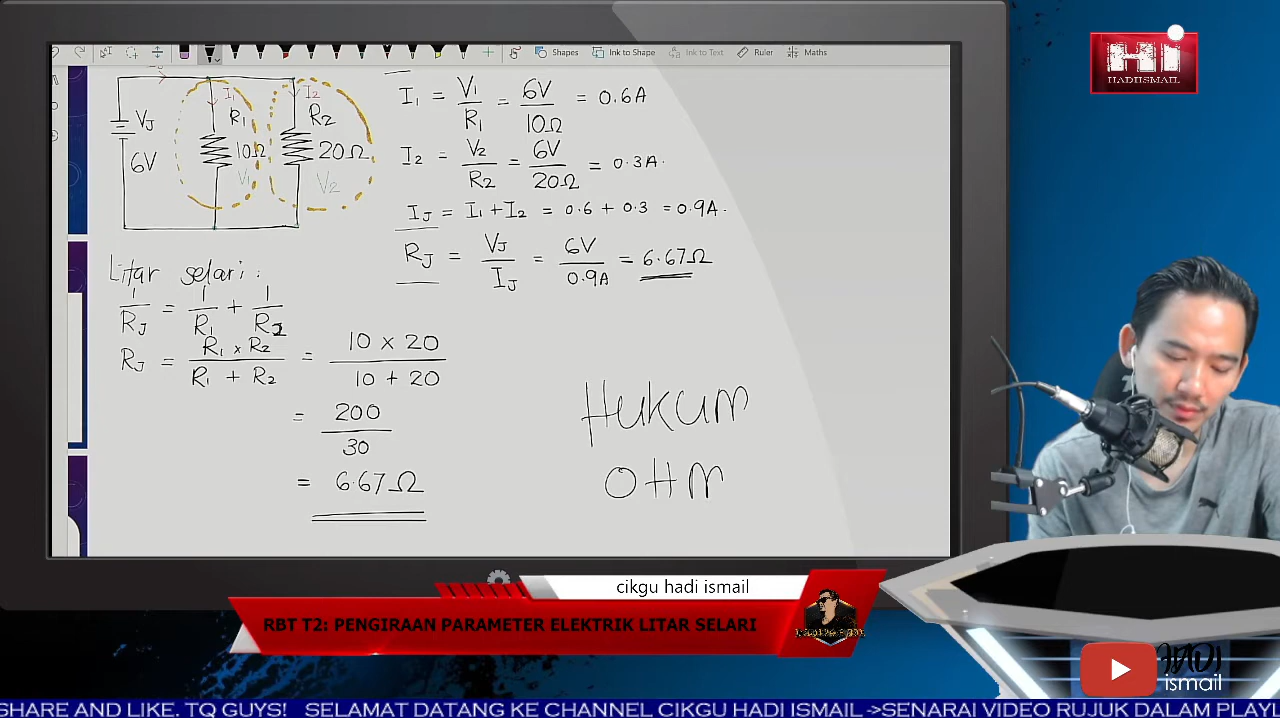 Shapes Ink to Shape Ink to Text Ruler Maths
VJ
6V
I1
R1
10Ω
V1
I2
R2
20Ω
V2
I1 = V1/R1 = 6V/10Ω = 0.6A
I2 = V2/R2 = 6V/20Ω = 0.3A.
IJ = I1+I2 = 0.6 + 0.3 = 0.9A.
RJ = VJ/IJ = 6V/0.9A = 6.67Ω
Litar selari:
1/RJ = 1/R1 + 1/R2
RJ = R1 x R2/R1 + R2 = 10 x 20/10 + 20
= 200/30
= 6.67Ω
Hukum
OHM
Hi
HADIISMAIL
cikgu hadi ismail
RBT T2: PENGIRAAN PARAMETER ELEKTRIK LITAR SELARI
HADI
ismail
SHARE AND LIKE. TQ GUYS! SELAMAT DATANG KE CHANNEL CIKGU HADI ISMAIL ->SENARAI VIDEO RUJUK DALAM PLAYL